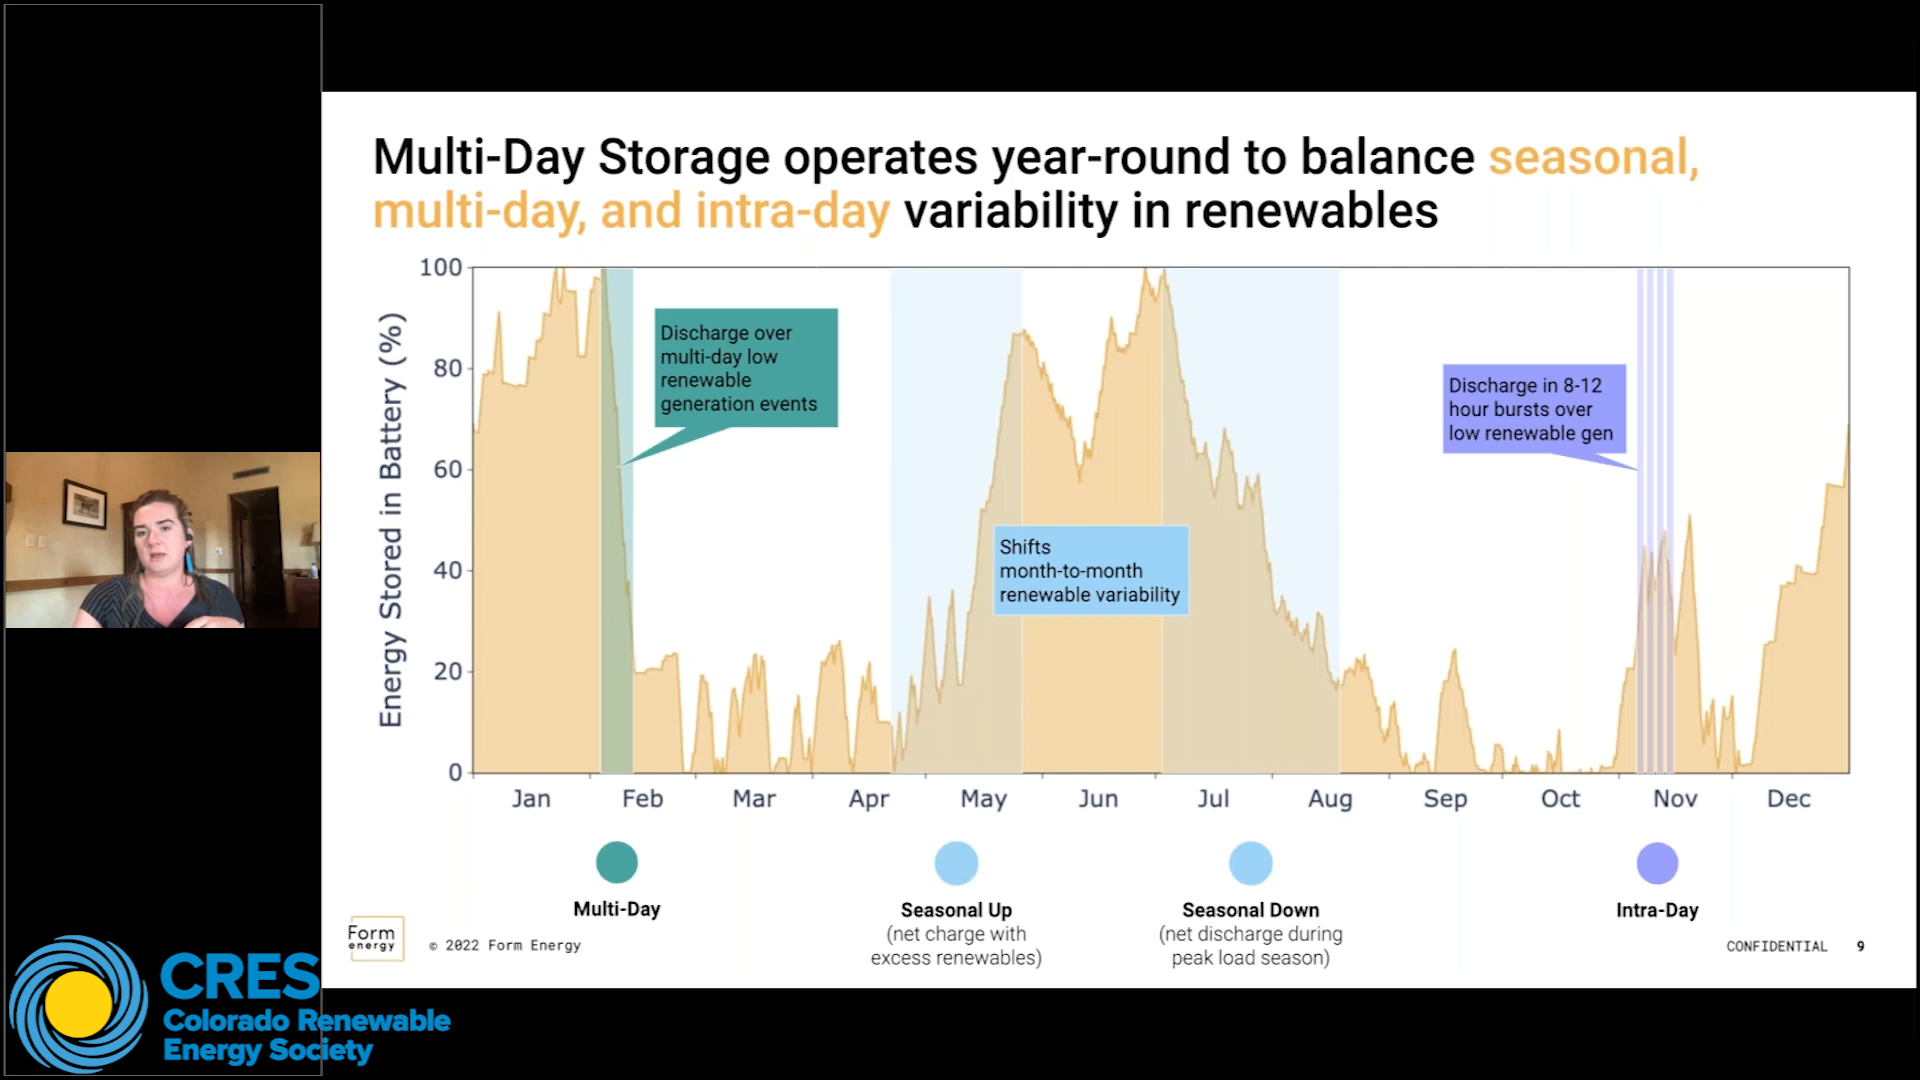 Multi-Day Storage operates year-round to balance seasonal,
multi-day, and intra-day variability in renewables
Energy Stored in Battery (%)
100
80
60
40
20
0
Discharge over
multi-day low
renewable
generation events
Shifts
month-to-month
renewable variability
Discharge in 8-12
hour bursts over
low renewable gen
Jan Feb Mar Apr May Jun Jul Aug Sep Oct Nov Dec
Multi-Day
Seasonal Up
(net charge with
excess renewables)
Seasonal Down
(net discharge during
peak load season)
Intra-Day
Form
energy
© 2022 Form Energy
CONFIDENTIAL 9
CRES
Colorado Renewable
Energy Society